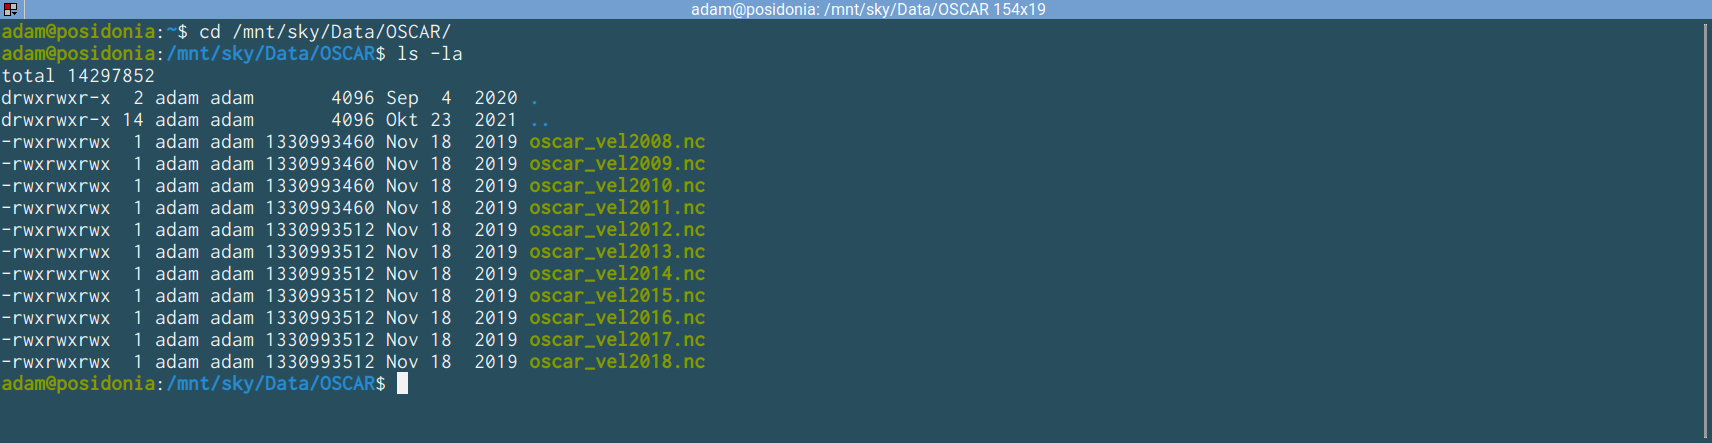 adam@posidonia: /mnt/sky/Data/OSCAR 154x19
adam@posidonia:~$ cd /mnt/sky/Data/OSCAR/
adam@posidonia:/mnt/sky/Data/OSCAR$ ls -la
total 14297852
drwxrwxr-x  2 adam adam       4096 Sep  4  2020 .
drwxrwxr-x 14 adam adam       4096 Okt 23  2021 ..
-rwxrwxrwx  1 adam adam 1330993460 Nov 18  2019 oscar_vel2008.nc
-rwxrwxrwx  1 adam adam 1330993460 Nov 18  2019 oscar_vel2009.nc
-rwxrwxrwx  1 adam adam 1330993460 Nov 18  2019 oscar_vel2010.nc
-rwxrwxrwx  1 adam adam 1330993460 Nov 18  2019 oscar_vel2011.nc
-rwxrwxrwx  1 adam adam 1330993512 Nov 18  2019 oscar_vel2012.nc
-rwxrwxrwx  1 adam adam 1330993512 Nov 18  2019 oscar_vel2013.nc
-rwxrwxrwx  1 adam adam 1330993512 Nov 18  2019 oscar_vel2014.nc
-rwxrwxrwx  1 adam adam 1330993512 Nov 18  2019 oscar_vel2015.nc
-rwxrwxrwx  1 adam adam 1330993512 Nov 18  2019 oscar_vel2016.nc
-rwxrwxrwx  1 adam adam 1330993512 Nov 18  2019 oscar_vel2017.nc
-rwxrwxrwx  1 adam adam 1330993512 Nov 18  2019 oscar_vel2018.nc
adam@posidonia:/mnt/sky/Data/OSCAR$